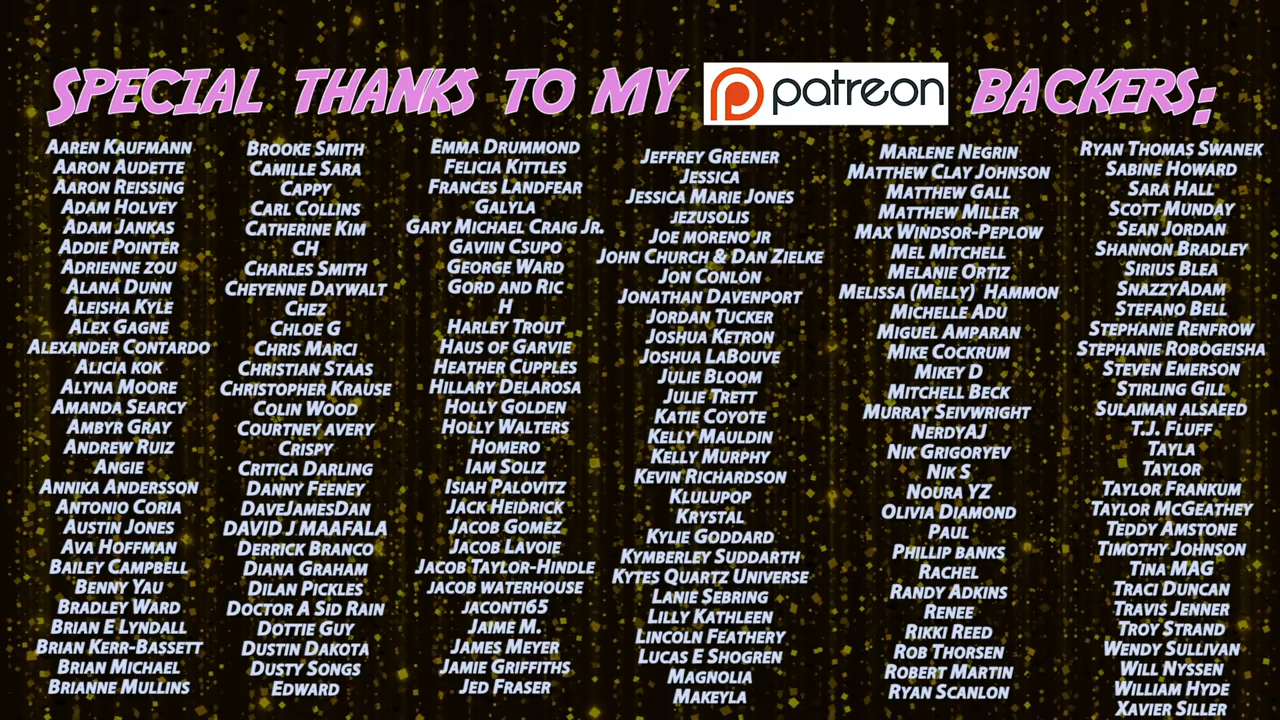 SPECIAL THANKS TO MY patreon BACKERS:
AAREN KAUFMANN
AARON AUDETTE
AARON REISSING
ADAM HOLVEY
ADAM JANKAS
ADDIE POINTER
ADRIENNE ZOU
ALANA DUNN
ALEISHA KYLE
ALEX GAGNE
ALEXANDER CONTARDO
ALICIA KOK
ALYNA MOORE
AMANDA SEARCY
AMBYR GRAY
ANDREW RUIZ
ANGIE
ANNIKA ANDERSSON
ANTONIO CORIA
AUSTIN JONES
AVA HOFFMAN
BAILEY CAMPBELL
BENNY YAU
BRADLEY WARD
BRIAN E LYNDALL
BRIAN KERR-BASSETT
BRIAN MICHAEL
BRIANNE MULLINS
BROOKE SMITH
CAMILLE SARA
CAPPY
CARL COLLINS
CATHERINE KIM
CH
CHARLES SMITH
CHEYENNE DAYWALT
CHEZ
CHLOE G
CHRIS MARCI
CHRISTIAN STAAS
CHRISTOPHER KRAUSE
COLIN WOOD
COURTNEY AVERY
CRISPY
CRITICA DARLING
DANNY FEENEY
DAVEJAMESDAN
DAVID J MAAFALA
DERRICK BRANCO
DIANA GRAHAM
DILAN PICKLES
DOCTOR A SID RAIN
DOTTIE GUY
DUSTIN DAKOTA
DUSTY SONGS
EDWARD
EMMA DRUMMOND
FELICIA KITTLES
FRANCES LANDFEAR
GALYLA
GARY MICHAEL CRAIG JR.
GAVIIN CSUPO
GEORGE WARD
GORD AND RIC
H
HARLEY TROUT
HAUS OF GARVIE
HEATHER CUPPLES
HILLARY DELAROSA
HOLLY GOLDEN
HOLLY WALTERS
HOMERO
IAM SOLIZ
ISIAH PALOVITZ
JACK HEIDRICK
JACOB GOMEZ
JACOB LAVOIE
JACOB TAYLOR-HINDLE
JACOB WATERHOUSE
JACONTI65
JAIME M.
JAMES MEYER
JAMIE GRIFFITHS
JED FRASER
JEFFREY GREENER
JESSICA
JESSICA MARIE JONES
JEZUSOLIS
JOE MORENO JR
JOHN CHURCH & DAN ZIELKE
JON CONLON
JONATHAN DAVENPORT
JORDAN TUCKER
JOSHUA KETRON
JOSHUA LABOUVE
JULIE BLOOM
JULIE TRETT
KATIE COYOTE
KELLY MAULDIN
KELLY MURPHY
KEVIN RICHARDSON
KLULUPOP
KRYSTAL
KYLIE GODDARD
KYMBERLEY SUDDARTH
KYTES QUARTZ UNIVERSE
LANIE SEBRING
LILLY KATHLEEN
LINCOLN FEATHERY
LUCAS E SHOGREN
MAGNOLIA
MAKEYLA
MARLENE NEGRIN
MATTHEW CLAY JOHNSON
MATTHEW GALL
MATTHEW MILLER
MAX WINDSOR-PEPLOW
MEL MITCHELL
MELANIE ORTIZ
MELISSA (MELLY) HAMMON
MICHELLE ADU
MIGUEL AMPARAN
MIKE COCKRUM
MIKEY D
MITCHELL BECK
MURRAY SEIVWRIGHT
NERDYAJ
NIK GRIGORYEV
NIK S
NOURA YZ
OLIVIA DIAMOND
PAUL
PHILLIP BANKS
RACHEL
RANDY ADKINS
RENEE
RIKKI REED
ROB THORSEN
ROBERT MARTIN
RYAN SCANLON
RYAN THOMAS SWANEK
SABINE HOWARD
SARA HALL
SCOTT MUNDAY
SEAN JORDAN
SHANNON BRADLEY
SIRIUS BLEA
SNAZZYADAM
STEFANO BELL
STEPHANIE RENFROW
STEPHANIE ROBOGEISHA
STEVEN EMERSON
STIRLING GILL
SULAIMAN ALSAEED
T.J. FLUFF
TAYLA
TAYLOR
TAYLOR FRANKUM
TAYLOR MCGEATHEY
TEDDY AMSTONE
TIMOTHY JOHNSON
TINA MAG
TRACI DUNCAN
TRAVIS JENNER
TROY STRAND
WENDY SULLIVAN
WILL NYSSEN
WILLIAM HYDE
XAVIER SILLER